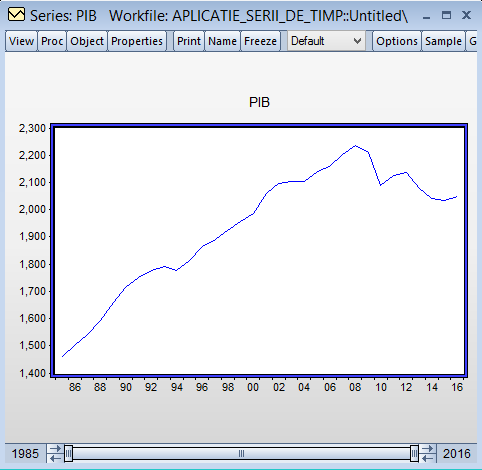 Series: PIB Workfile: APLICATIE_SERII_DE_TIMP::Untitled\
View Proc Object Properties Print Name Freeze Default Options Sample G
PIB
2,300
2,200
2,100
2,000
1,900
1,800
1,700
1,600
1,500
1,400
86 88 90 92 94 96 98 00 02 04 06 08 10 12 14 16
1985 2016